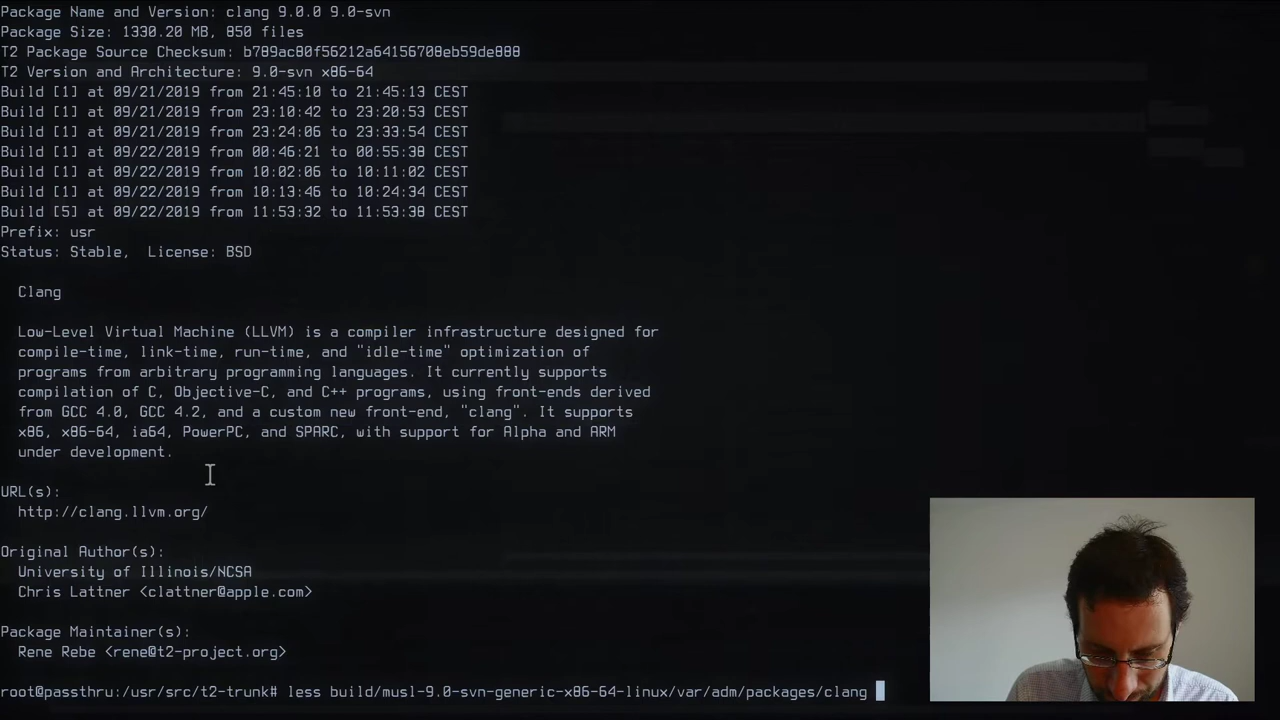 Package Name and Version: clang 9.0.0 9.0-svn
Package Size: 1330.20 MB, 850 files
T2 Package Source Checksum: b789ac80f56212a64156708eb59de888
T2 Version and Architecture: 9.0-svn x86-64
Build [1] at 09/21/2019 from 21:45:10 to 21:45:13 CEST
Build [1] at 09/21/2019 from 23:10:42 to 23:20:53 CEST
Build [1] at 09/21/2019 from 23:24:06 to 23:33:54 CEST
Build [1] at 09/22/2019 from 00:46:21 to 00:55:38 CEST
Build [1] at 09/22/2019 from 10:02:06 to 10:11:02 CEST
Build [1] at 09/22/2019 from 10:13:46 to 10:24:34 CEST
Build [5] at 09/22/2019 from 11:53:32 to 11:53:38 CEST
Prefix: usr
Status: Stable,  License: BSD
Clang
Low-Level Virtual Machine (LLVM) is a compiler infrastructure designed for
compile-time, link-time, run-time, and "idle-time" optimization of
programs from arbitrary programming languages. It currently supports
compilation of C, Objective-C, and C++ programs, using front-ends derived
from GCC 4.0, GCC 4.2, and a custom new front-end, "clang". It supports
x86, x86-64, ia64, PowerPC, and SPARC, with support for Alpha and ARM
under development.
URL(s):
http://clang.llvm.org/
Original Author(s):
University of Illinois/NCSA
Chris Lattner <clattner@apple.com>
Package Maintainer(s):
Rene Rebe <rene@t2-project.org>
root@passthru:/usr/src/t2-trunk# less build/musl-9.0-svn-generic-x86-64-linux/var/adm/packages/clang